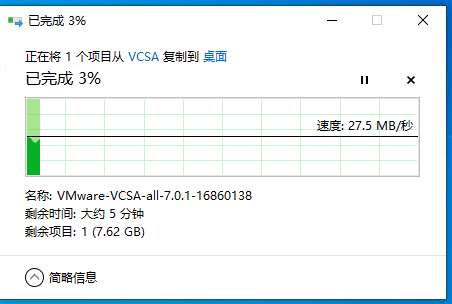 已完成 3%
正在将 1 个项目从 VCSA 复制到 桌面
已完成 3%
速度: 27.5 MB/秒
名称: VMware-VCSA-all-7.0.1-16860138
剩余时间: 大约 5 分钟
剩余项目: 1 (7.62 GB)
简略信息